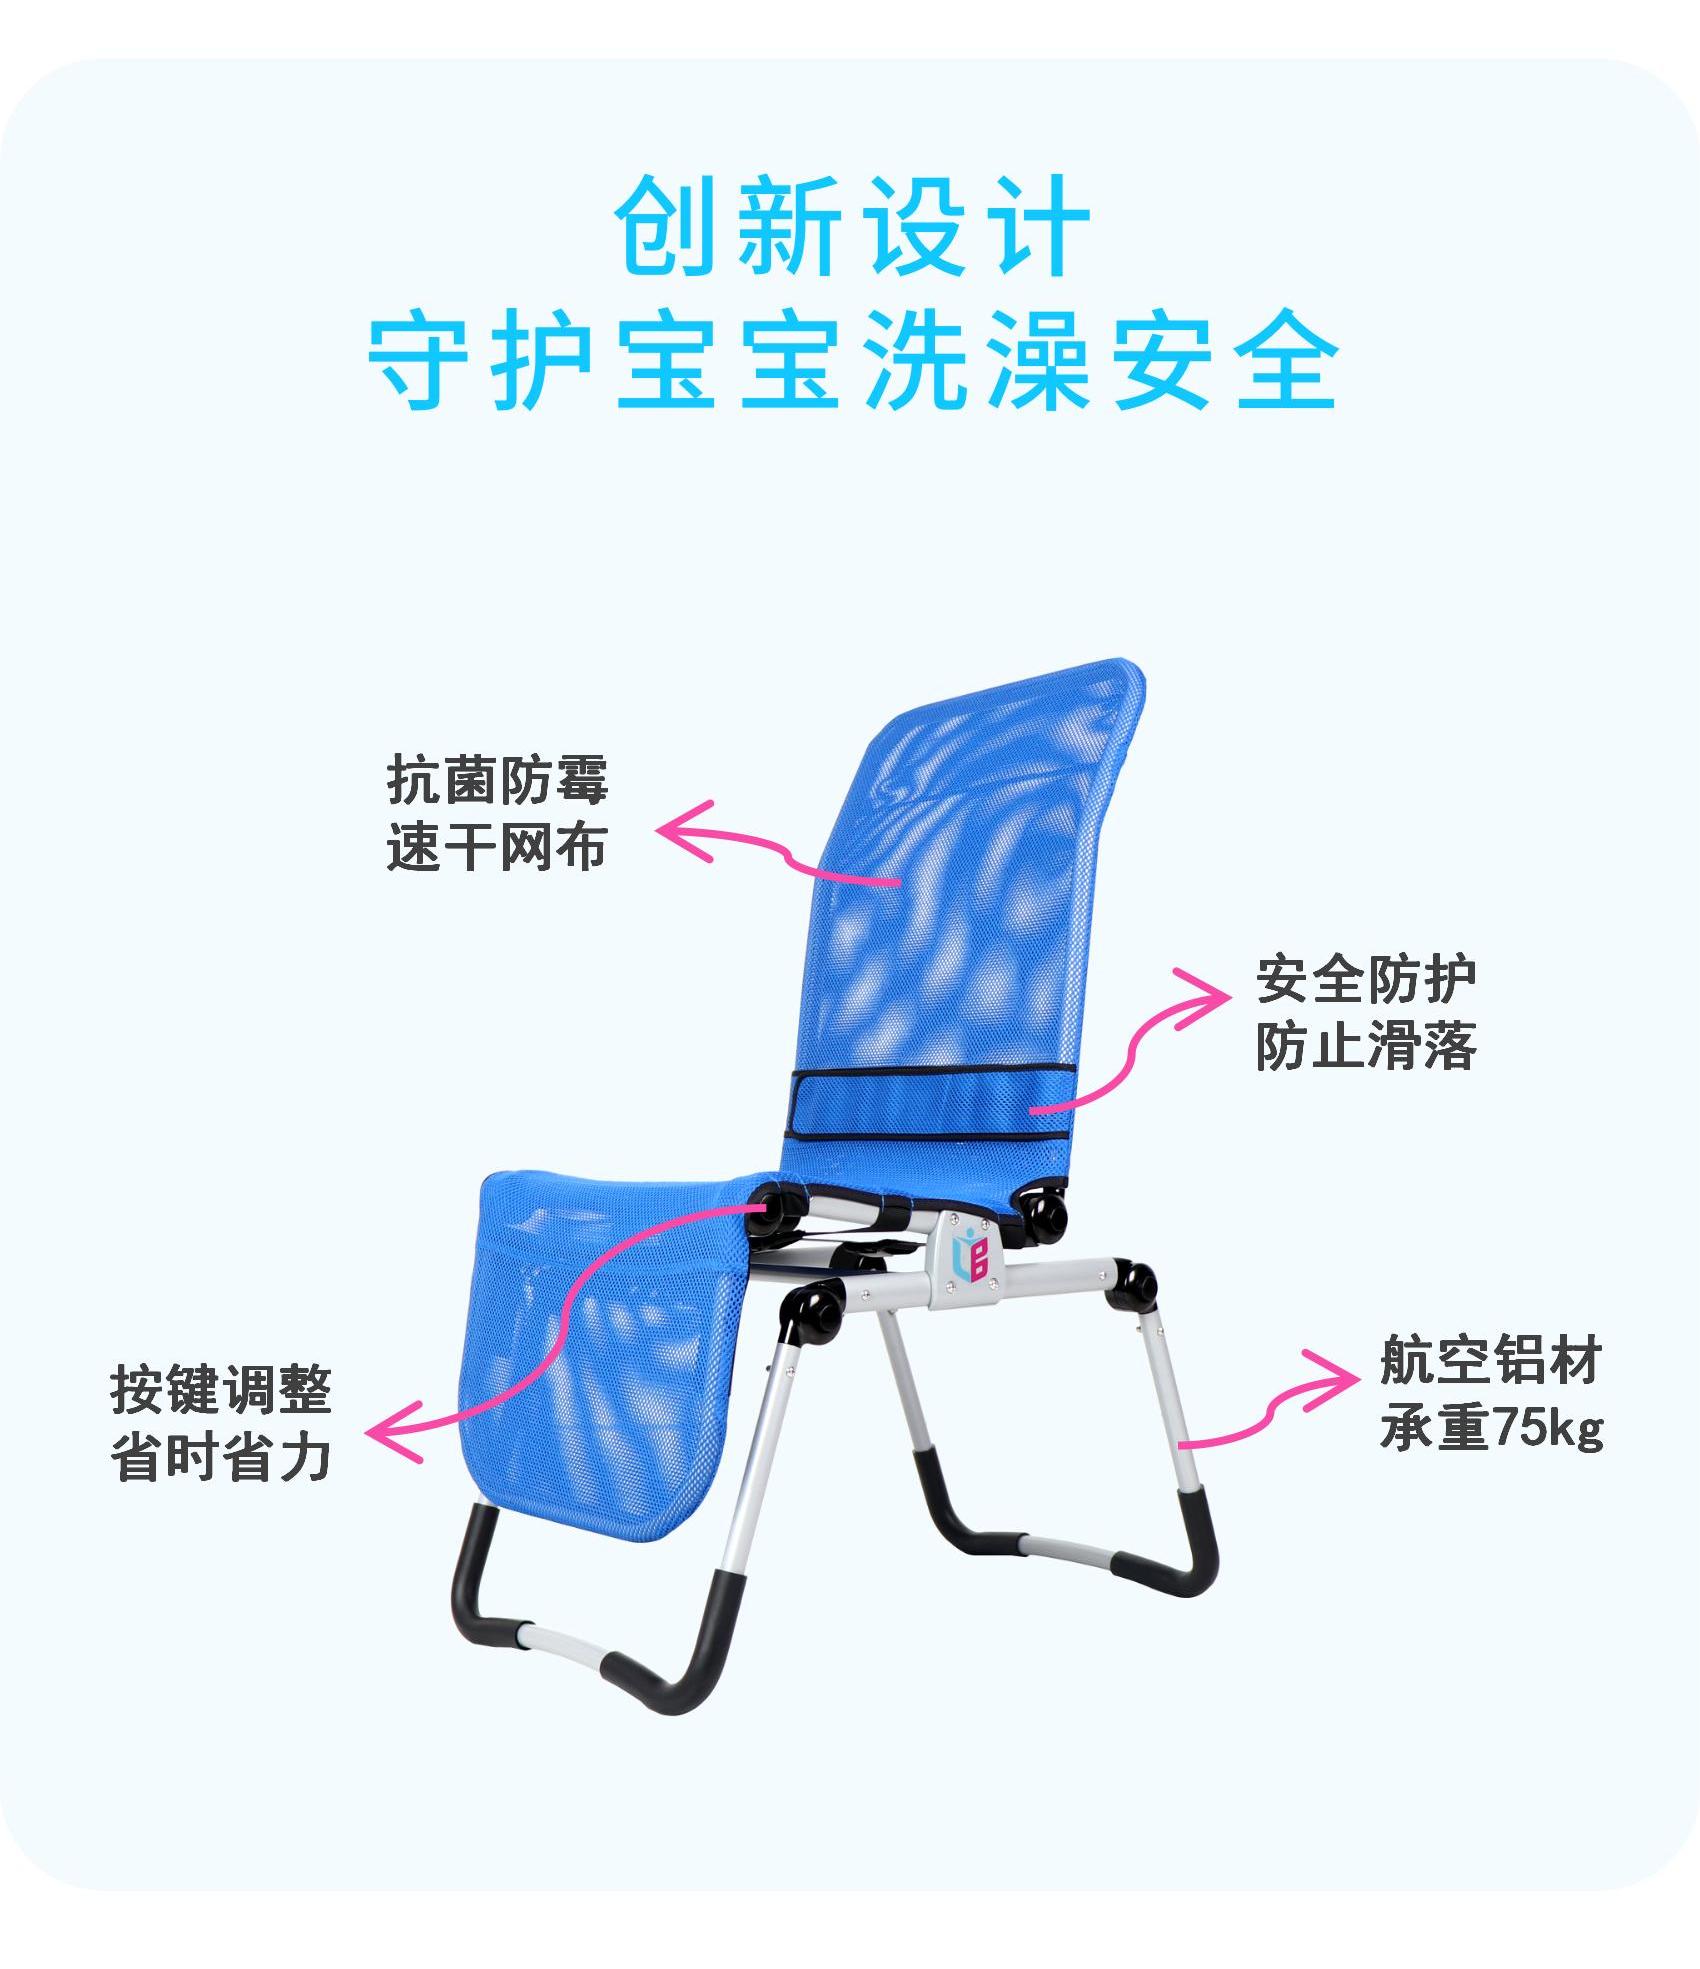 创新设计
守护宝宝洗澡安全
抗菌防霉
速干网布
安全防护
防止滑落
按键调整
省时省力
航空铝材
承重75kg